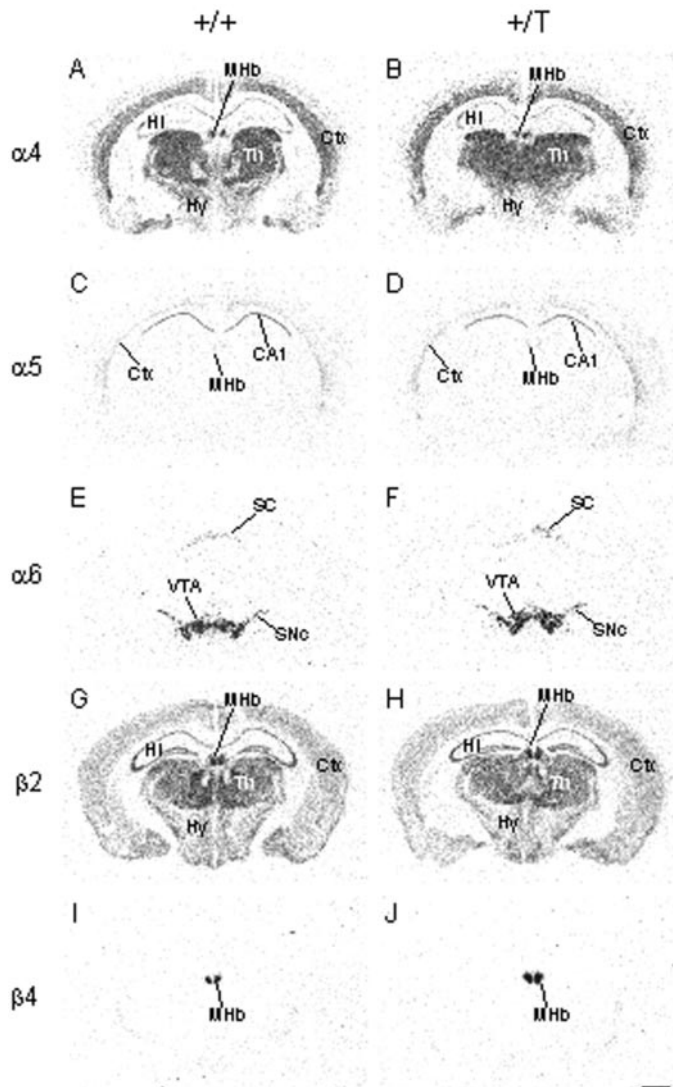 +/+ +/T
A MHb B MHb
α4 HI Ctx HI Ctx
Th Th
Hy Hy
C D
α5 Ctx MHb CA1 Ctx MHb CA1
E SC F SC
α6 VTA SNc VTA SNc
G MHb H MHb
β2 HI Th Ctx HI Th Ctx
Hy Hy
I J
β4 MHb MHb